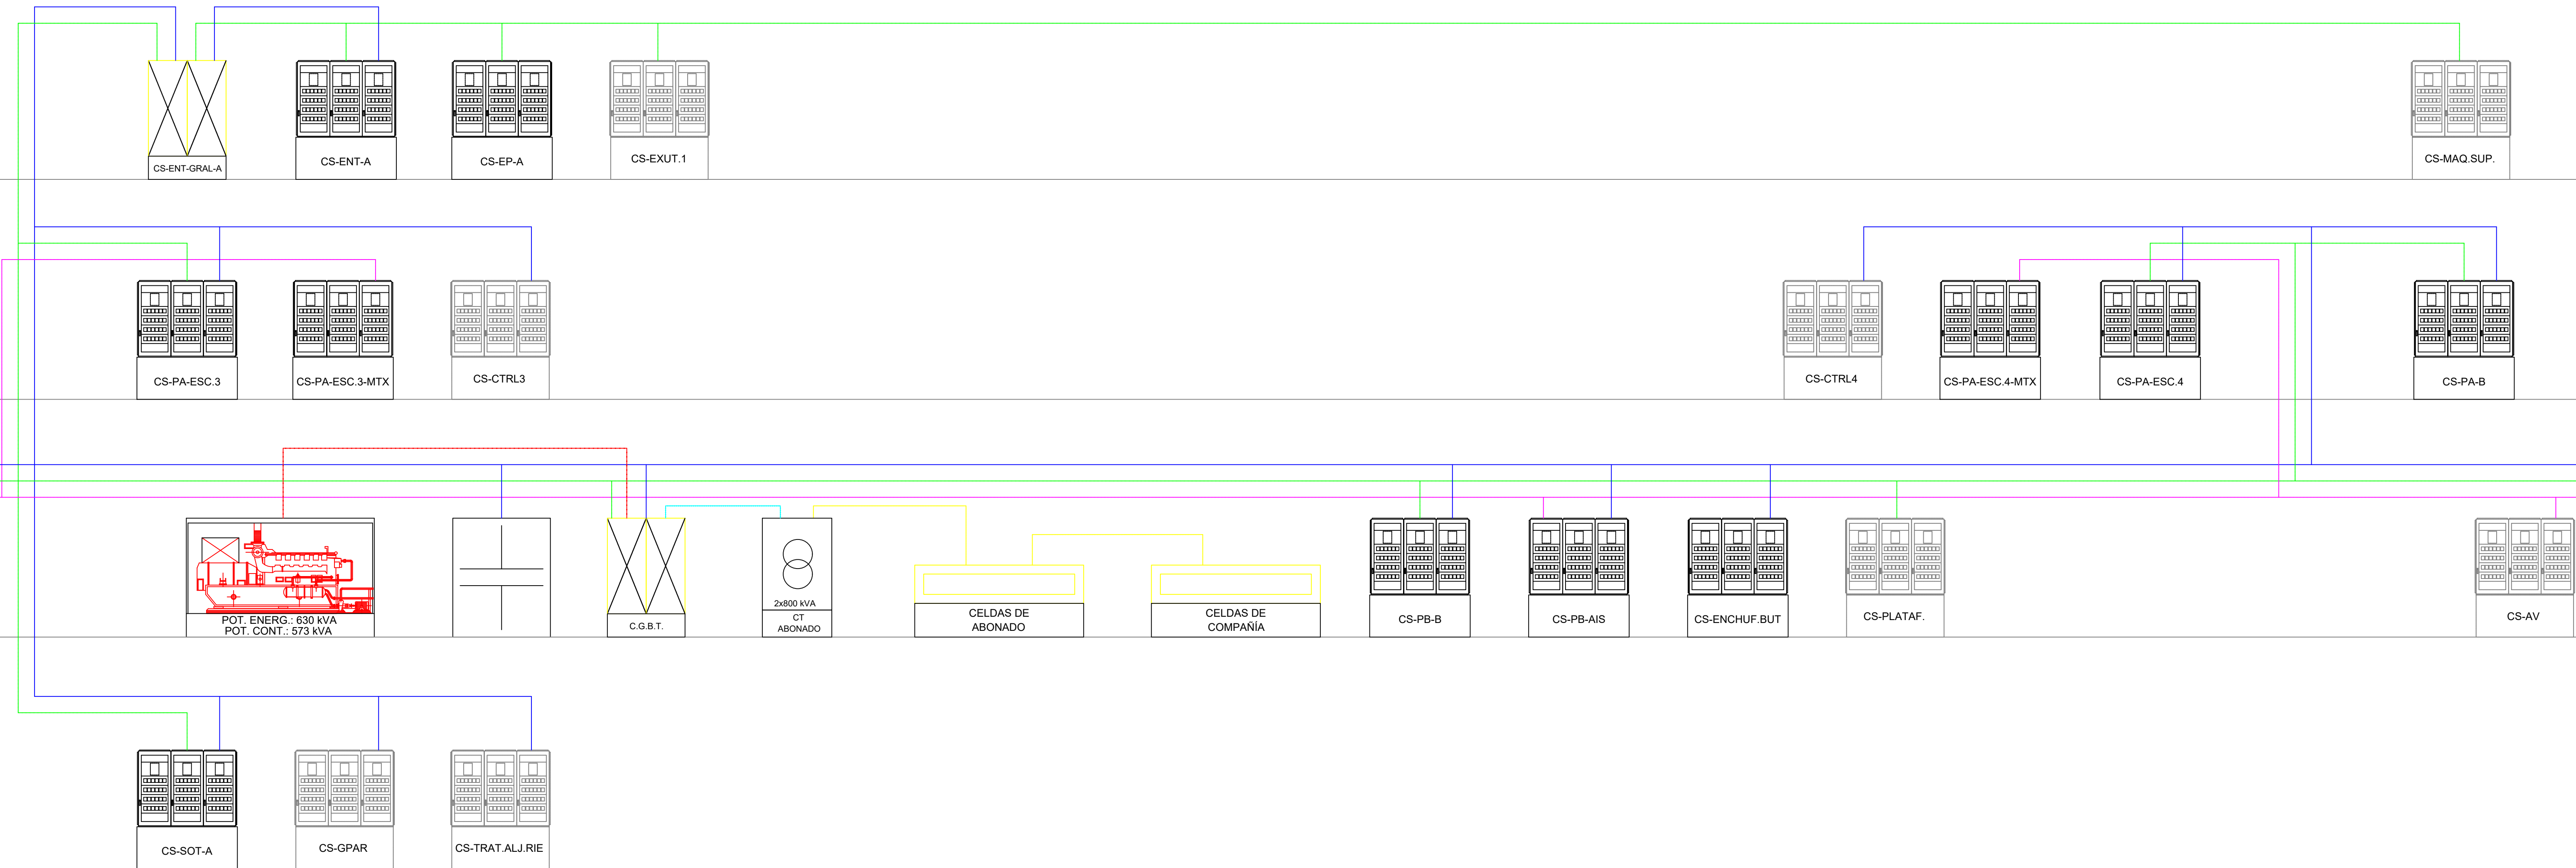 CS-ENT-GRAL-A
CS-ENT-A
CS-EP-A
CS-EXUT.1
CS-MAQ.SUP.
CS-PA-ESC.3
CS-PA-ESC.3-MTX
CS-CTRL3
CS-CTRL4
CS-PA-ESC.4-MTX
CS-PA-ESC.4
CS-PA-B
POT. ENERG.: 630 kVA
POT. CONT.: 573 kVA
C.G.B.T.
2x800 kVA
CT
ABONADO
CELDAS DE
ABONADO
CELDAS DE
COMPAÑÍA
CS-PB-B
CS-PB-AIS
CS-ENCHUF.BUT
CS-PLATAF.
CS-AV
CS-SOT-A
CS-GPAR
CS-TRAT.ALJ.RIE